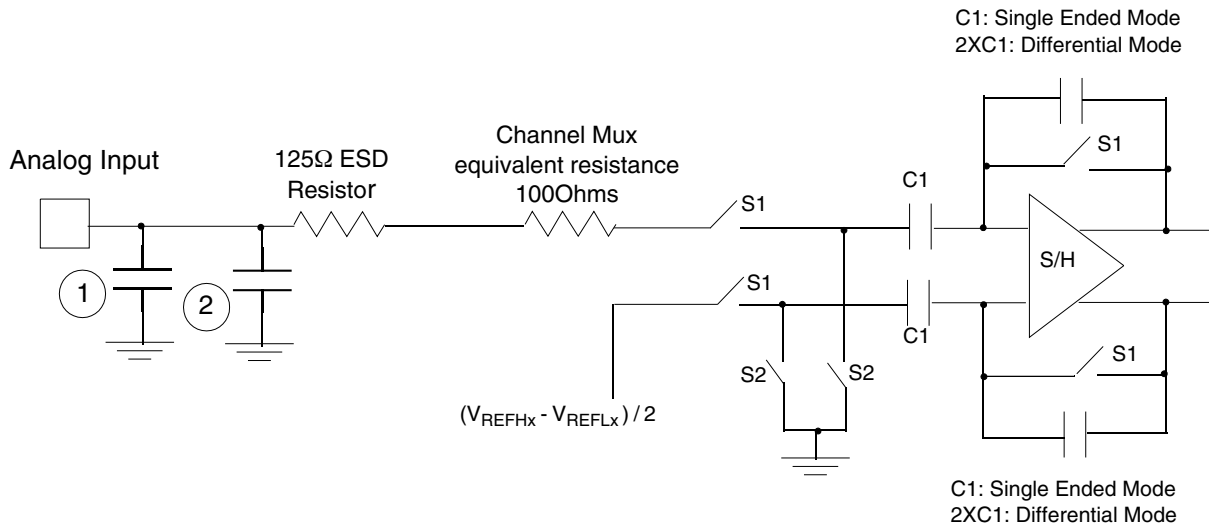 C1: Single Ended Mode
2XC1: Differential Mode
Analog Input
125Ω ESD
Resistor
Channel Mux
equivalent resistance
100Ohms
S1
C1
S1
S/H
1
2
S1
C1
S1
S2
S2
(VREFHx - VREFLx) / 2
C1: Single Ended Mode
2XC1: Differential Mode